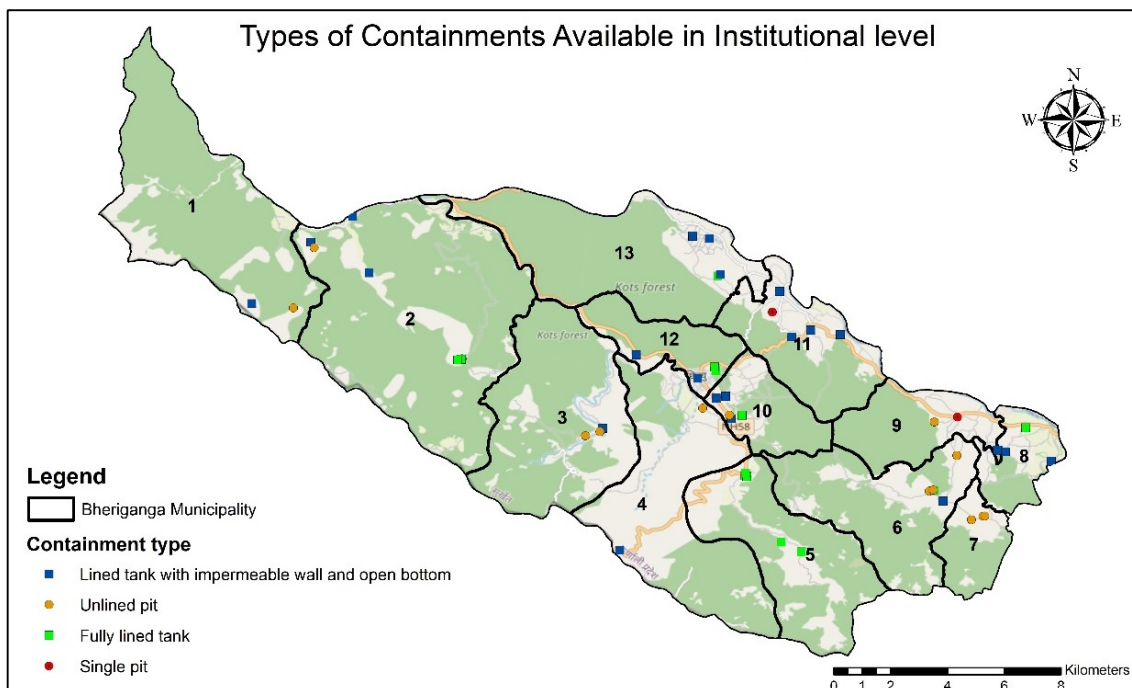 Types of Containments Available in Institutional level
N
W E
S
1
2
13
Kots forest
12
Kots forest
11
3
10
9
8
4
6
7
5
Legend
Bheriganga Municipality
Containment type
Lined tank with impermeable wall and open bottom
Unlined pit
Fully lined tank
Single pit
Kilometers
0 1 2 4 6 8